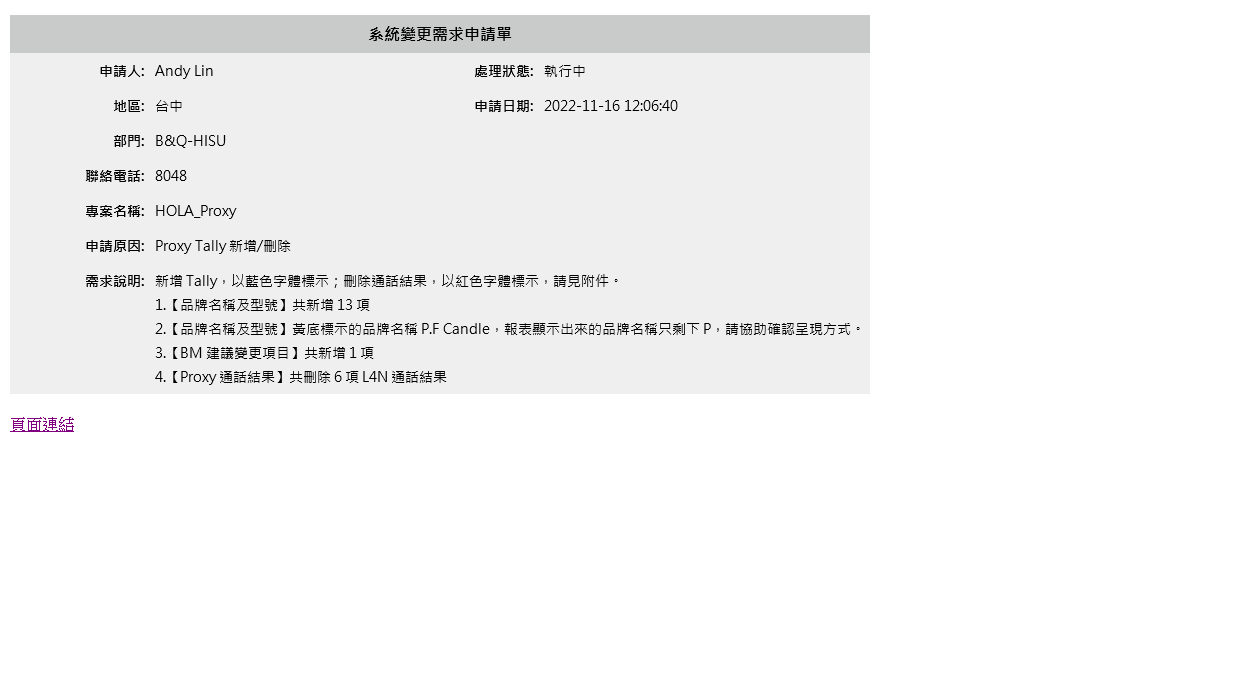 系統變更需求申請單
申請人: Andy Lin 處理狀態: 執行中
地區: 台中 申請日期: 2022-11-16 12:06:40
部門: B&Q-HISU
聯絡電話: 8048
專案名稱: HOLA_Proxy
申請原因: Proxy Tally 新增/刪除
需求說明: 新增 Tally，以藍色字體標示；刪除通話結果，以紅色字體標示，請見附件。
1.【品牌名稱及型號】共新增 13 項
2.【品牌名稱及型號】黃底標示的品牌名稱 P.F Candle，報表顯示出來的品牌名稱只剩下 P，請協助確認呈現方式。
3.【BM 建議變更項目】共新增 1 項
4.【Proxy 通話結果】共刪除 6 項 L4N 通話結果
頁面連結